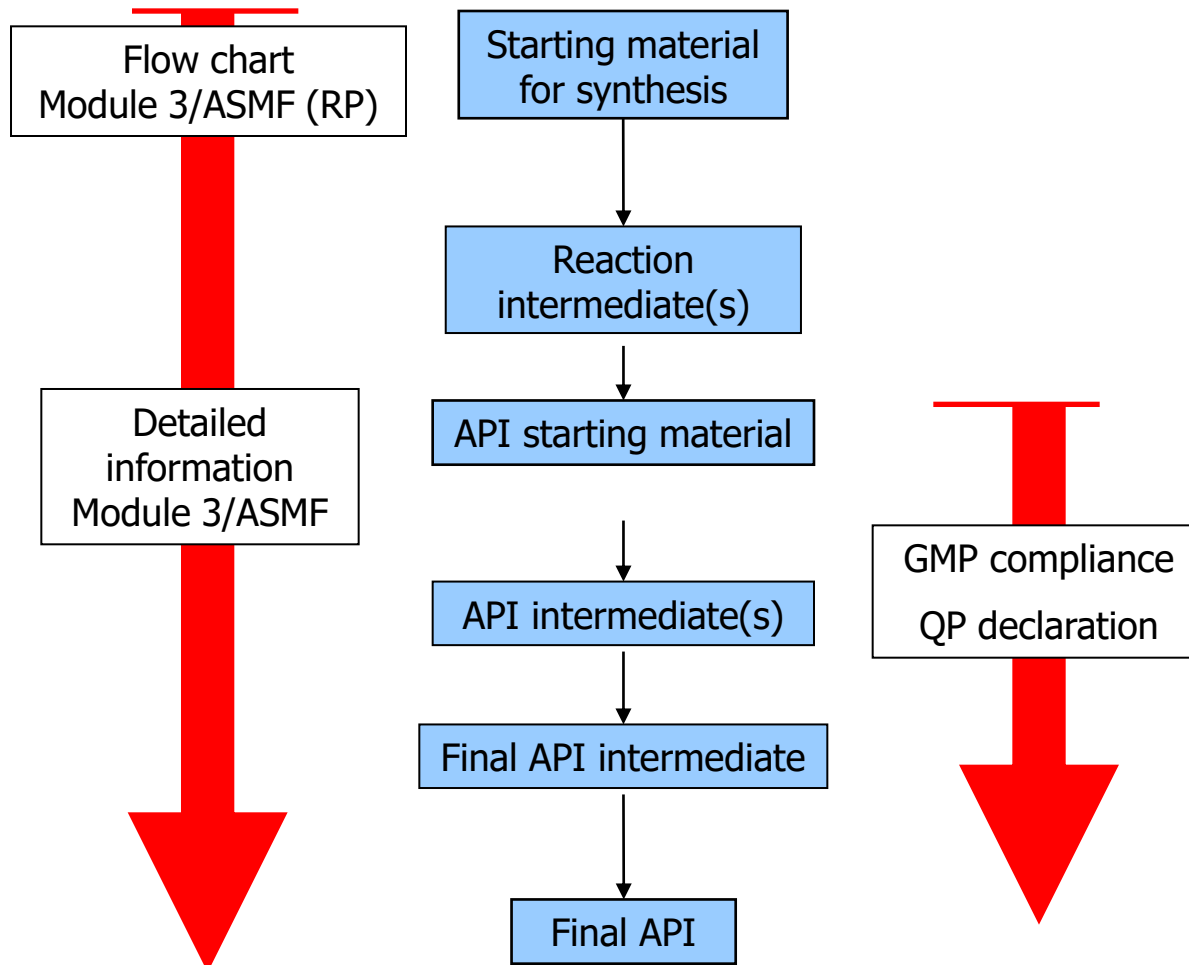 Flow chart
Module 3/ASMF (RP)
Starting material
for synthesis
Reaction
intermediate(s)
Detailed
information
Module 3/ASMF
API starting material
GMP compliance
QP declaration
API intermediate(s)
Final API intermediate
Final API